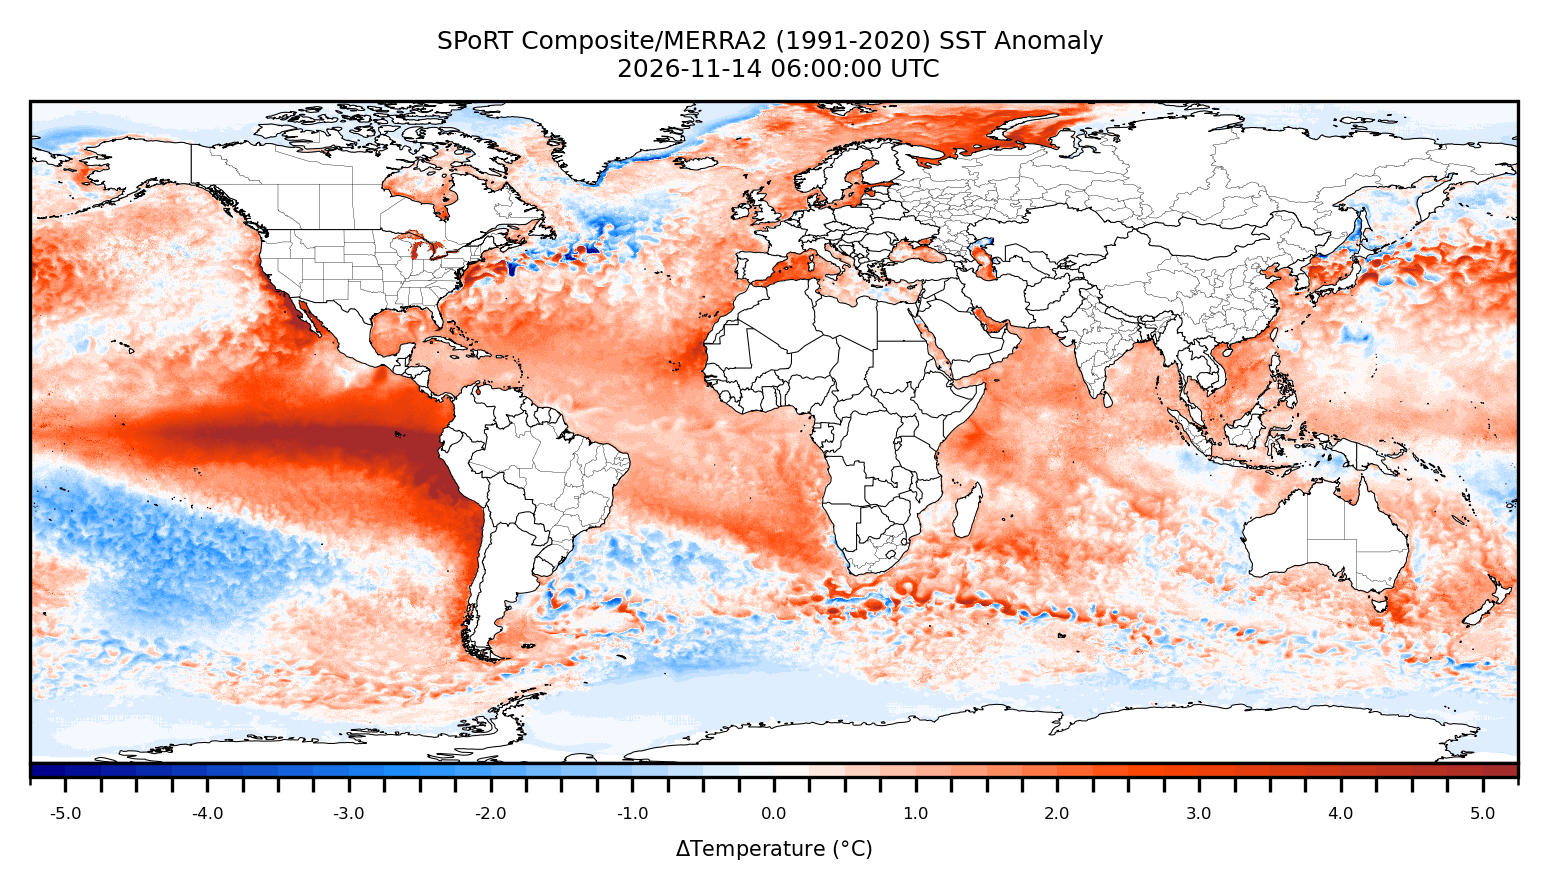 SPoRT Composite/MERRA2 (1991-2020) SST Anomaly
2026-11-14 06:00:00 UTC
-5.0 -4.0 -3.0 -2.0 -1.0 0.0 1.0 2.0 3.0 4.0 5.0
ΔTemperature (°C)